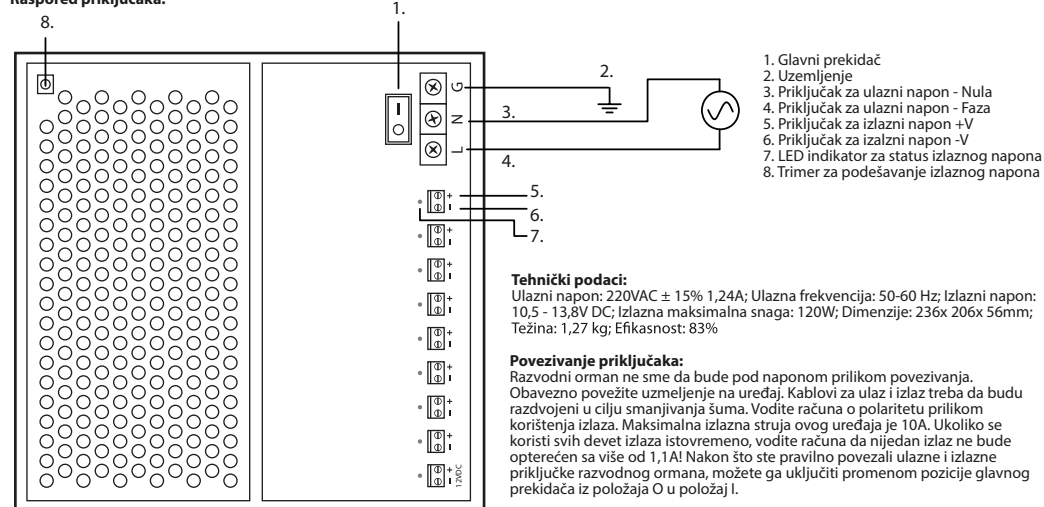 Raspored priključaka:
8.
1.
2.
3.
4.
G
N
L
I
O
5.
6.
7.
+
-
+
-
+
-
+
-
+
-
+
-
+
-
+
-
+
-
12VDC
1. Glavni prekidač
2. Uzemljenje
3. Priključak za ulazni napon - Nula
4. Priključak za ulazni napon - Faza
5. Priključak za izlazni napon +V
6. Priključak za izalzni napon -V
7. LED indikator za status izlaznog napona
8. Trimer za podešavanje izlaznog napona
Tehnički podaci:
Ulazni napon: 220VAC ± 15% 1,24A; Ulazna frekvencija: 50-60 Hz; Izlazni napon:
10,5 - 13,8V DC; Izlazna maksimalna snaga: 120W; Dimenzije: 236x 206x 56mm;
Težina: 1,27 kg; Efikasnost: 83%
Povezivanje priključaka:
Razvodni orman ne sme da bude pod naponom prilikom povezivanja.
Obavezno povežite uzmeljenje na uređaj. Kablovi za ulaz i izlaz treba da budu
razdvojeni u cilju smanjivanja šuma. Vodite računa o polaritetu prilikom
korištenja izlaza. Maksimalna izlazna struja ovog uređaja je 10A. Ukoliko se
koristi svih devet izlaza istovremeno, vodite računa da nijedan izlaz ne bude
opterećen sa više od 1,1A! Nakon što ste pravilno povezali ulazne i izlazne
priključke razvodnog ormana, možete ga uključiti promenom pozicije glavnog
prekidača iz položaja O u položaj I.